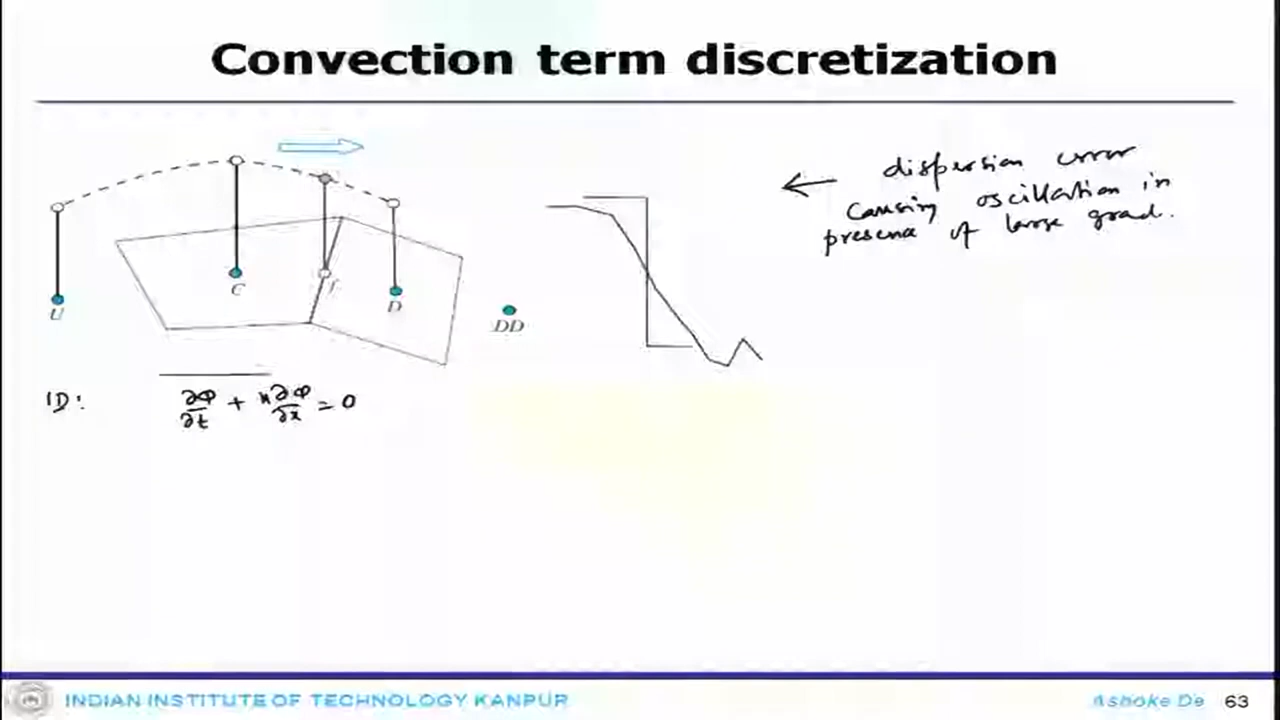 Convection term discretization
dispersion error
causing oscillation in
presence of large grad.
U
C
f
D
DD
1D: ∂φ/∂t + u ∂φ/∂x = 0
INDIAN INSTITUTE OF TECHNOLOGY KANPUR
Ashoke De 63